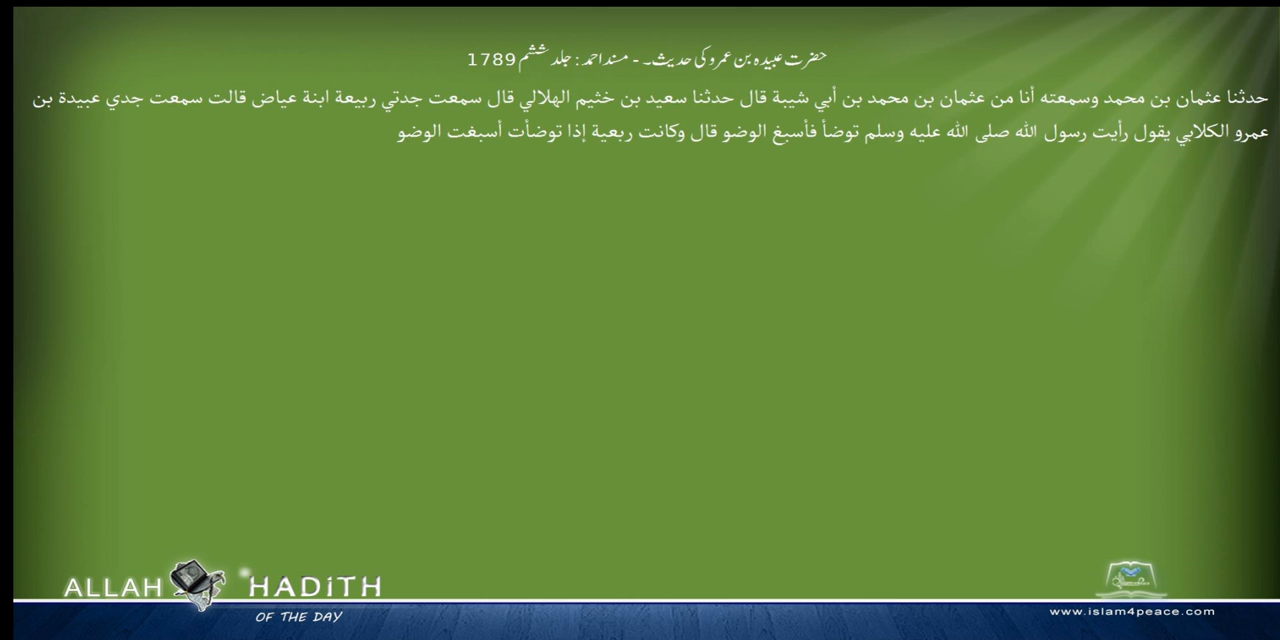 حضرت عبیدہ بن عمرو کی حدیث۔ - مسند احمد : جلد ششم 1789
حدثنا عثمان بن محمد وسمعته أنا من عثمان بن محمد بن أبي شيبة قال حدثنا سعيد بن خثيم الهلالي قال سمعت جدتي ربيعة ابنة عياض قالت سمعت جدي عبيدة بن
عمرو الكلابي يقول رأيت رسول الله صلى الله عليه وسلم توضأ فأسبغ الوضو قال وكانت ربعية إذا توضأت أسبغت الوضو
ALLAH HADITH
OF THE DAY
www.islam4peace.com